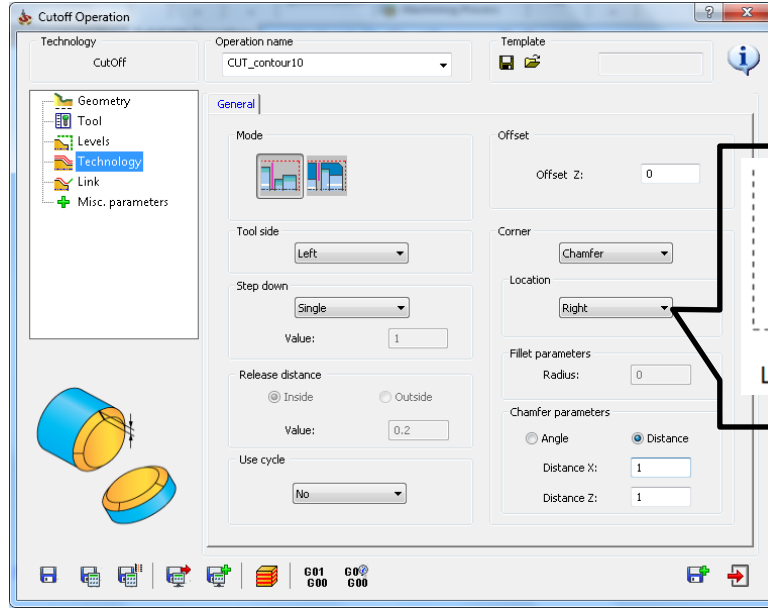 Cutoff Operation
Technology
CutOff
Operation name
CUT_contour10
Template
Geometry
Tool
Levels
Technology
Link
Misc. parameters
General
Mode
Tool side
Left
Step down
Single
Value:
1
Release distance
Inside
Outside
Value:
0.2
Use cycle
No
Offset
Offset Z:
0
Corner
Chamfer
Location
Right
Fillet parameters
Radius:
0
Chamfer parameters
Angle
Distance
Distance X:
1
Distance Z:
1
L
G01
G00
G00